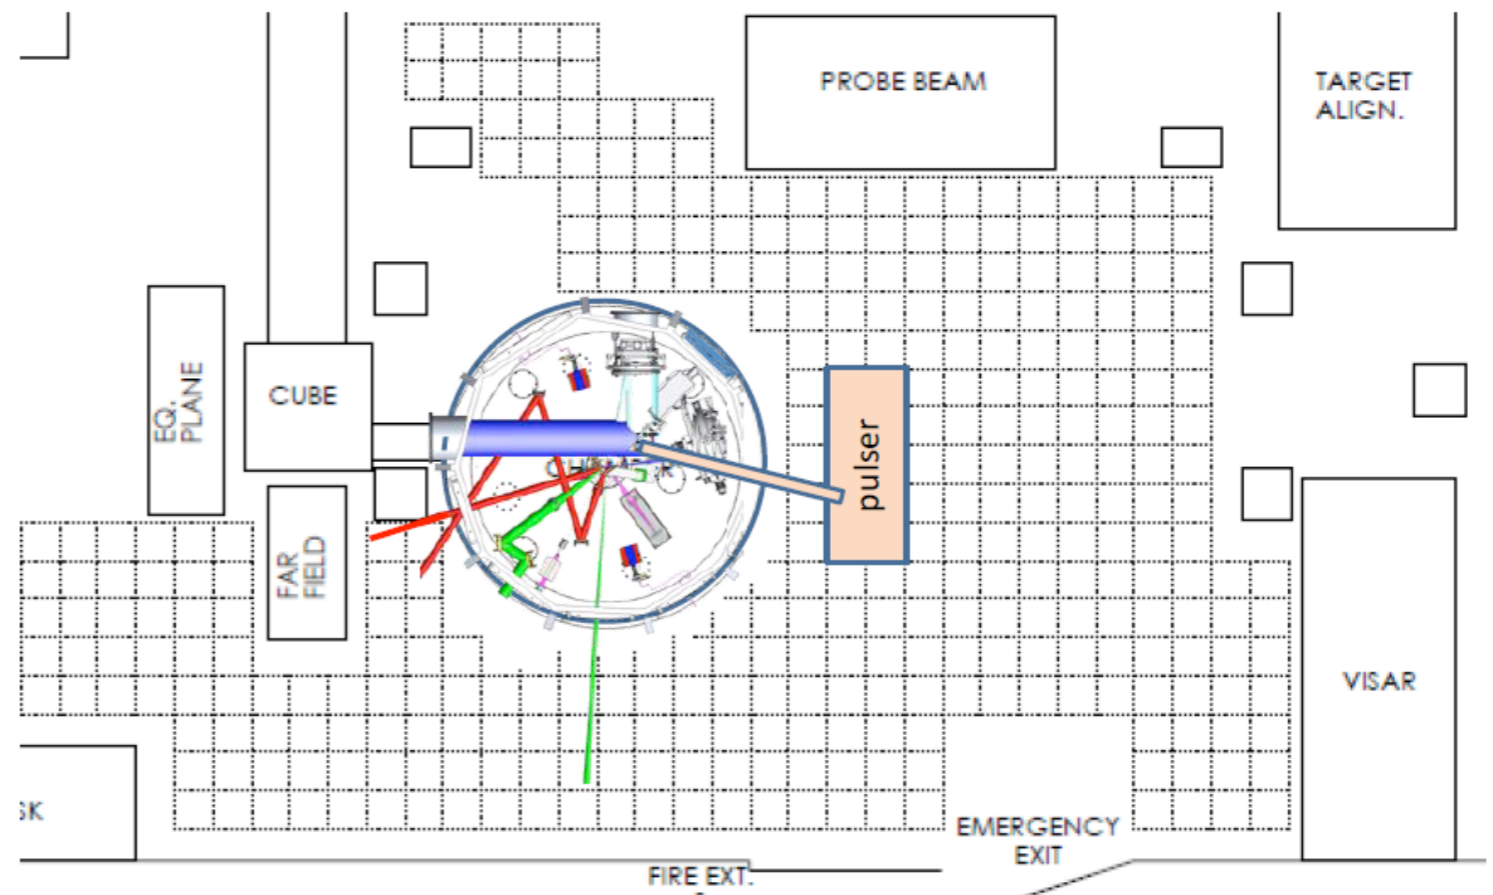 PROBE BEAM
TARGET
ALIGN.
EQ.
PLANE
CUBE
pulser
FAR
FIELD
VISAR
SK
EMERGENCY
EXIT
FIRE EXT.